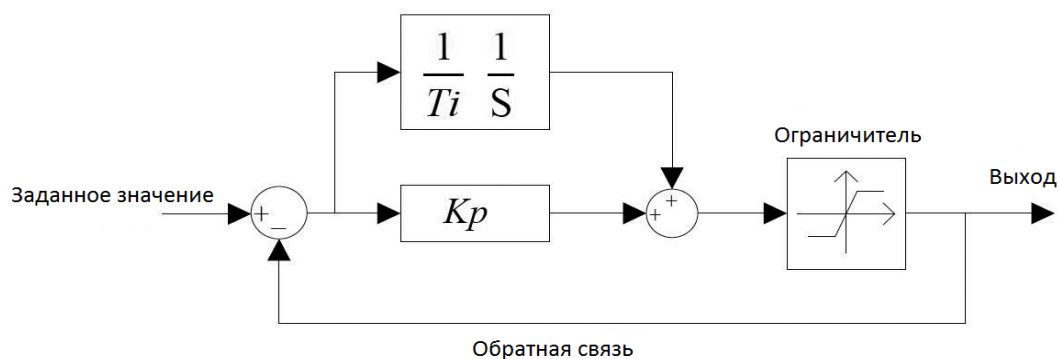 1 1
Ti S
Ограничитель
Заданное значение
Выход
+
−
Kp
+
+
Обратная связь